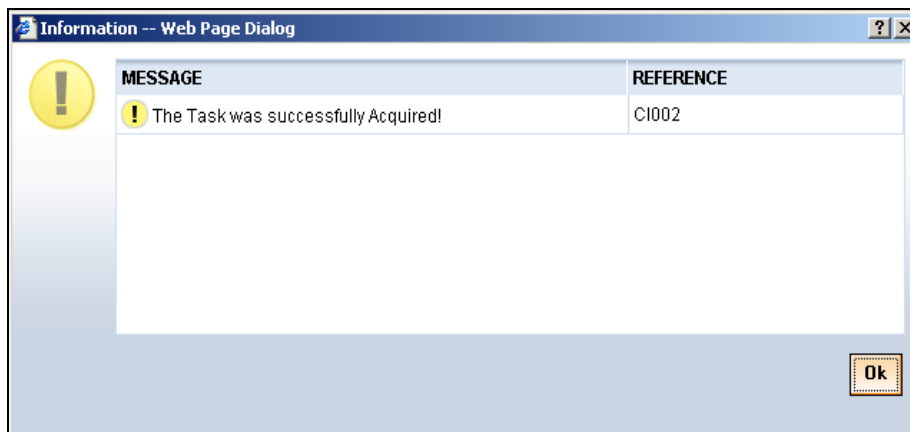 Information -- Web Page Dialog
MESSAGE REFERENCE
The Task was successfully Acquired! CI002
Ok